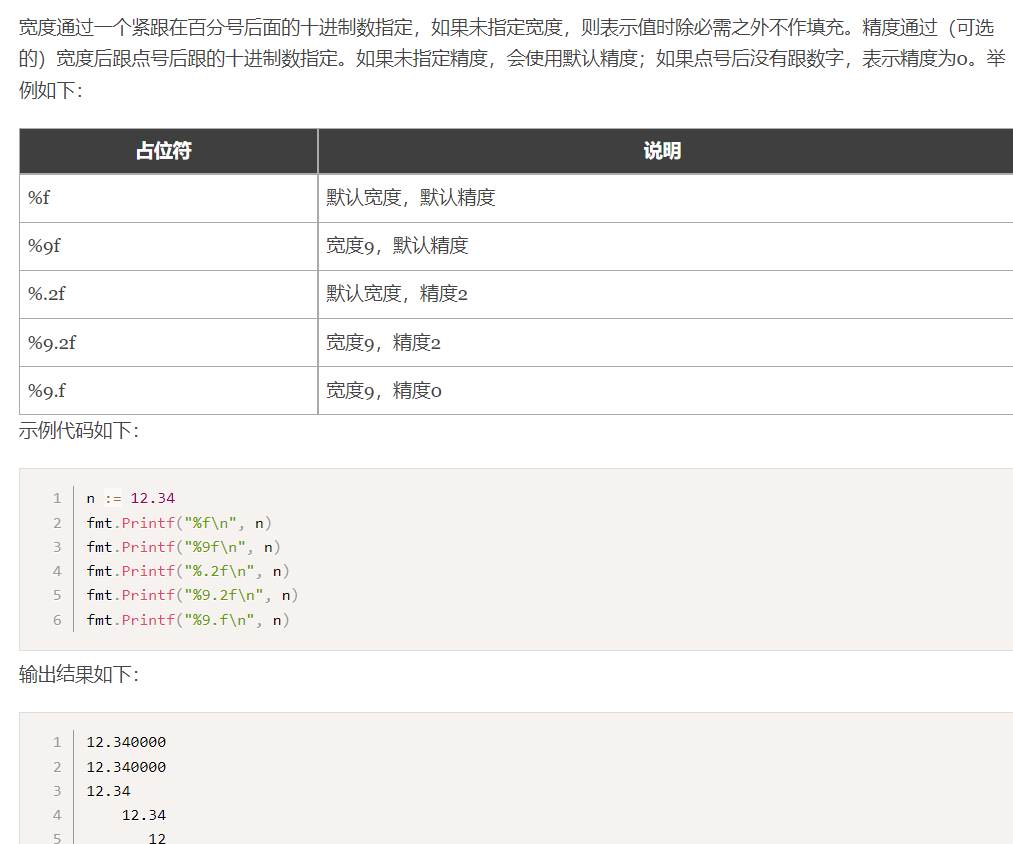 宽度通过一个紧跟在百分号后面的十进制数指定，如果未指定宽度，则表示值时除必需之外不作填充。精度通过（可选
的）宽度后跟点号后跟的十进制数指定。如果未指定精度，会使用默认精度；如果点号后没有跟数字，表示精度为0。举
例如下：
占位符 说明
%f 默认宽度，默认精度
%9f 宽度9，默认精度
%.2f 默认宽度，精度2
%9.2f 宽度9，精度2
%9.f 宽度9，精度0
示例代码如下：
1 n := 12.34
2 fmt.Printf("%f\n", n)
3 fmt.Printf("%9f\n", n)
4 fmt.Printf("%.2f\n", n)
5 fmt.Printf("%9.2f\n", n)
6 fmt.Printf("%9.f\n", n)
输出结果如下：
1 12.340000
2 12.340000
3 12.34
4     12.34
5        12